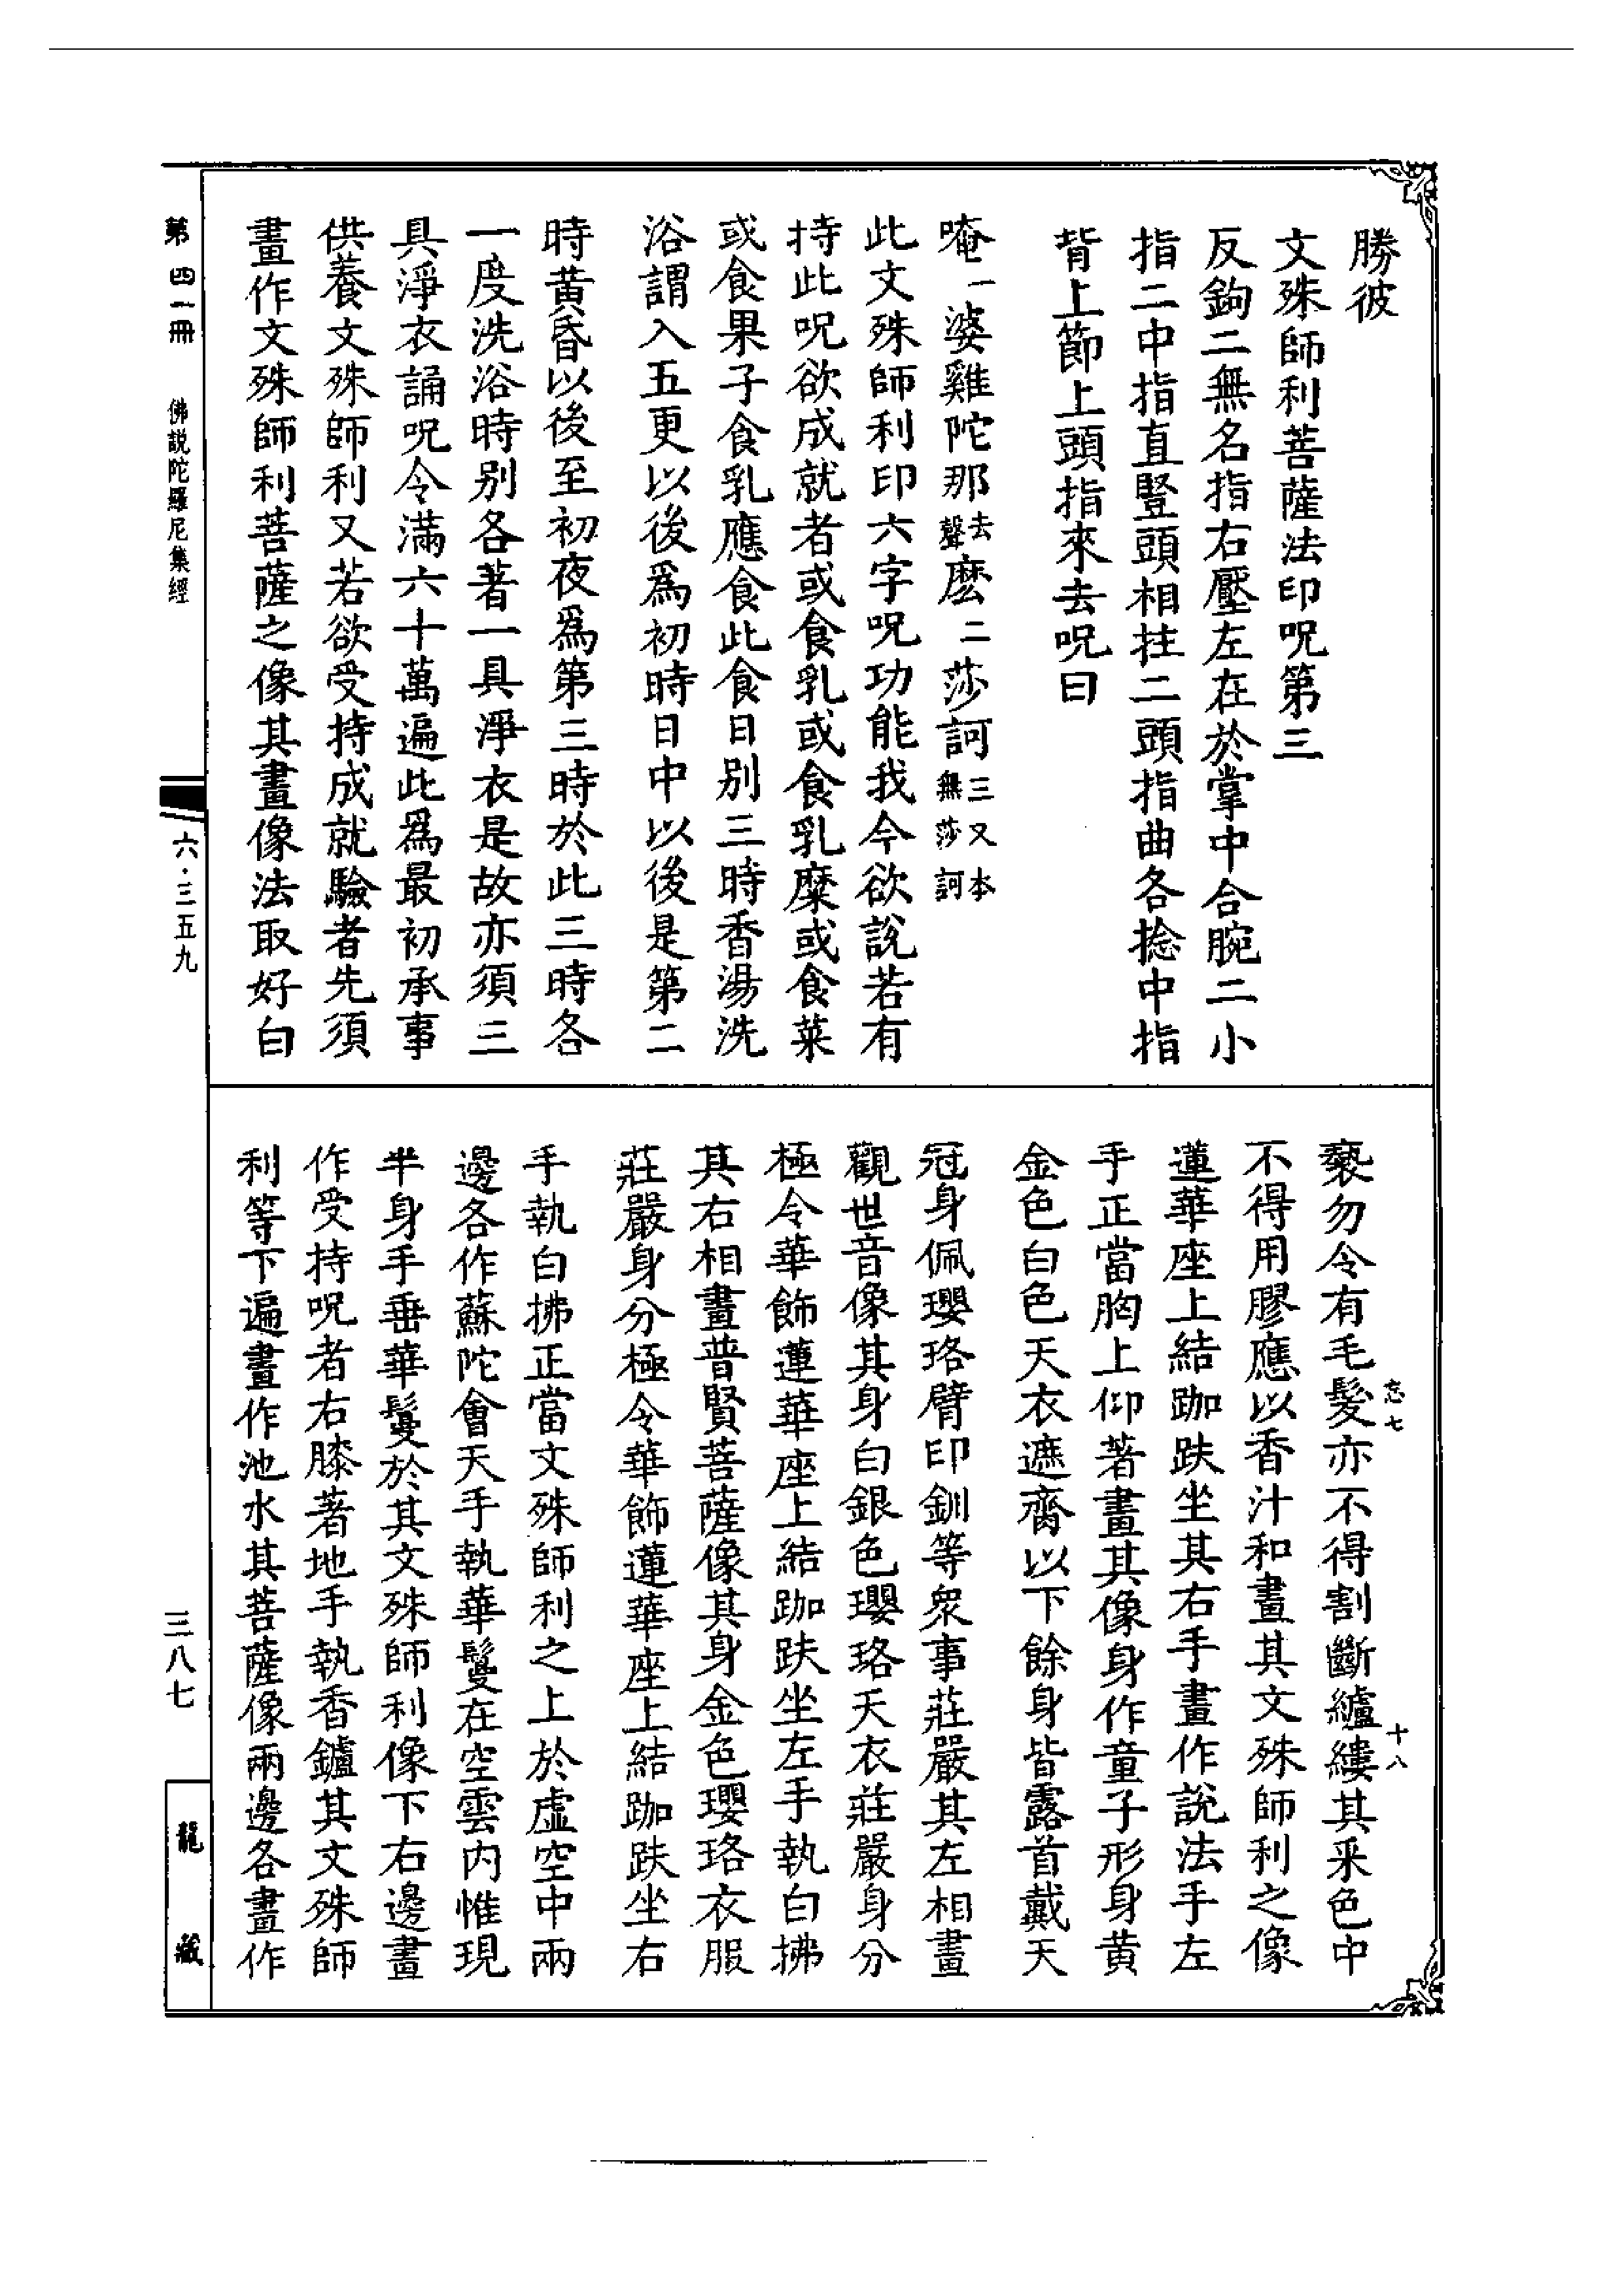 勝彼
文殊師利菩薩法印呪第三
反鉤二無名指右壓左在於掌中合腕二小
指二中指直豎頭相拄二頭指曲各捻中指
背上節上頭指來去呪曰
唵一婆雞陀那去聲麽二莎訶三又本無莎訶
此文殊師利印六字呪功能我今欲說若有
持此呪欲成就者或食乳或食乳糜或食菜
或食果子食乳應食此食日別三時香湯洗
浴謂入五更以後爲初時日中以後是第二
時黃昏以後至初夜爲第三時於此三時各
一度洗浴時別各著一具淨衣是故亦須三
具淨衣誦呪令滿六十萬遍此爲最初承事
供養文殊師利又若欲受持成就驗者先須
畫作文殊師利菩薩之像其畫像法取好白
㲲勿令有毛髮亦不得割斷纑縷其采色中
不得用膠應以香汁和畫其文殊師利之像
蓮華座上結跏趺坐其右手畫作說法手左
手正當胸上仰著畫其像身作童子形身黃
金色白色天衣遮齊以下餘身皆露首戴天
冠身佩瓔珞臂印釧等衆事莊嚴其左相畫
觀世音像其身白銀色瓔珞天衣莊嚴身分
極令華飾蓮華座上結跏趺坐左手執白拂
其右相畫普賢菩薩像其身金色瓔珞衣服
莊嚴身分極令華飾蓮華座上結跏趺坐右
手執白拂正當文殊師利之上於虛空中兩
邊各作蘇陀會天手執華鬘在空雲內惟現
半身手垂華鬘於其文殊師利像下右邊畫
作受持呪者右膝著地手執香鑪其文殊師
利等下遍畫作池水其菩薩像兩邊各畫作
忘七
十八
第四一冊
佛説陀羅尼集經
六・三五九
三八七
龍藏